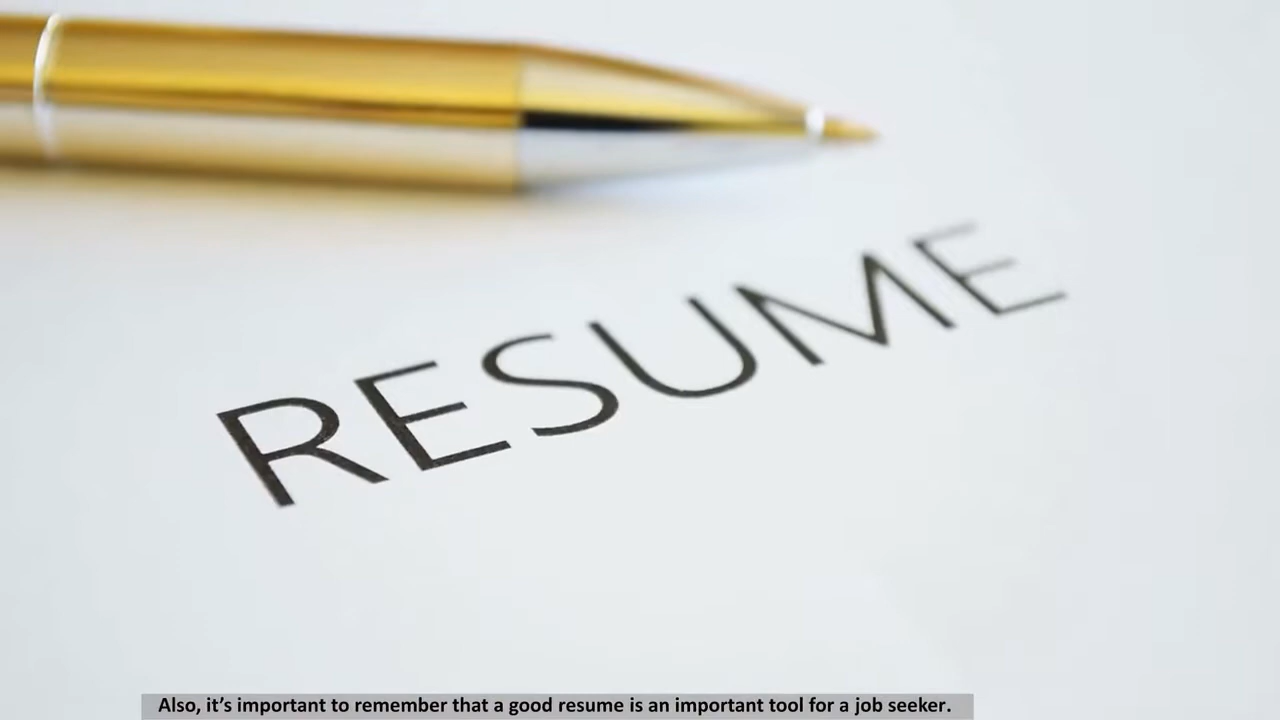 RESUME
Also, it’s important to remember that a good resume is an important tool for a job seeker.